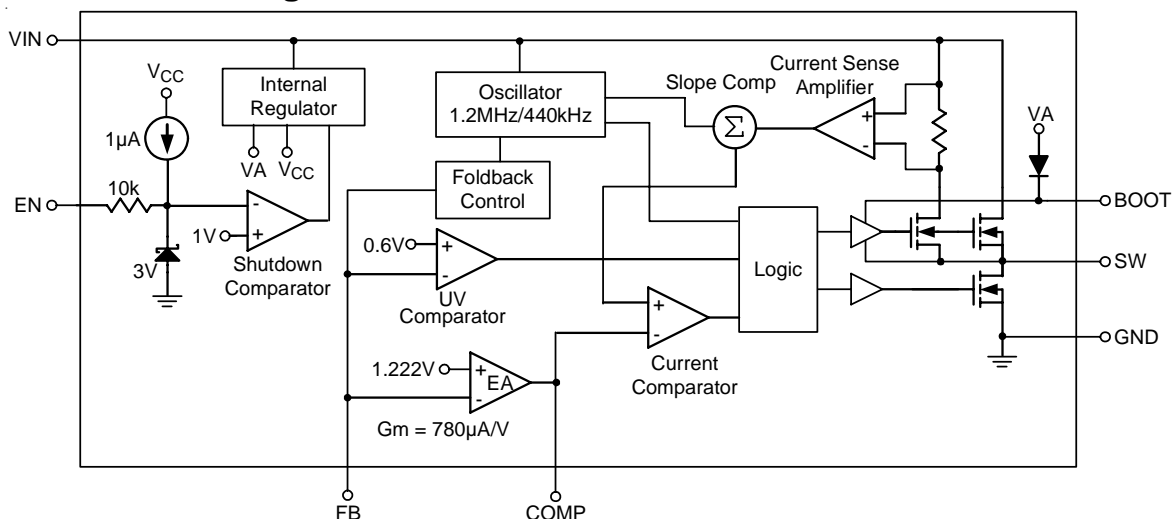 VIN
VCC
1µA
Internal
Regulator
VA
VCC
Oscillator
1.2MHz/440kHz
Slope Comp
Σ
Current Sense
Amplifier
+
-
VA
10k
EN
Foldback
Control
BOOT
-
1V
+
3V
Shutdown
Comparator
0.6V
+
-
UV
Comparator
Logic
SW
+
-
Current
Comparator
GND
1.222V
+
EA
-
Gm = 780µA/V
FB
COMP